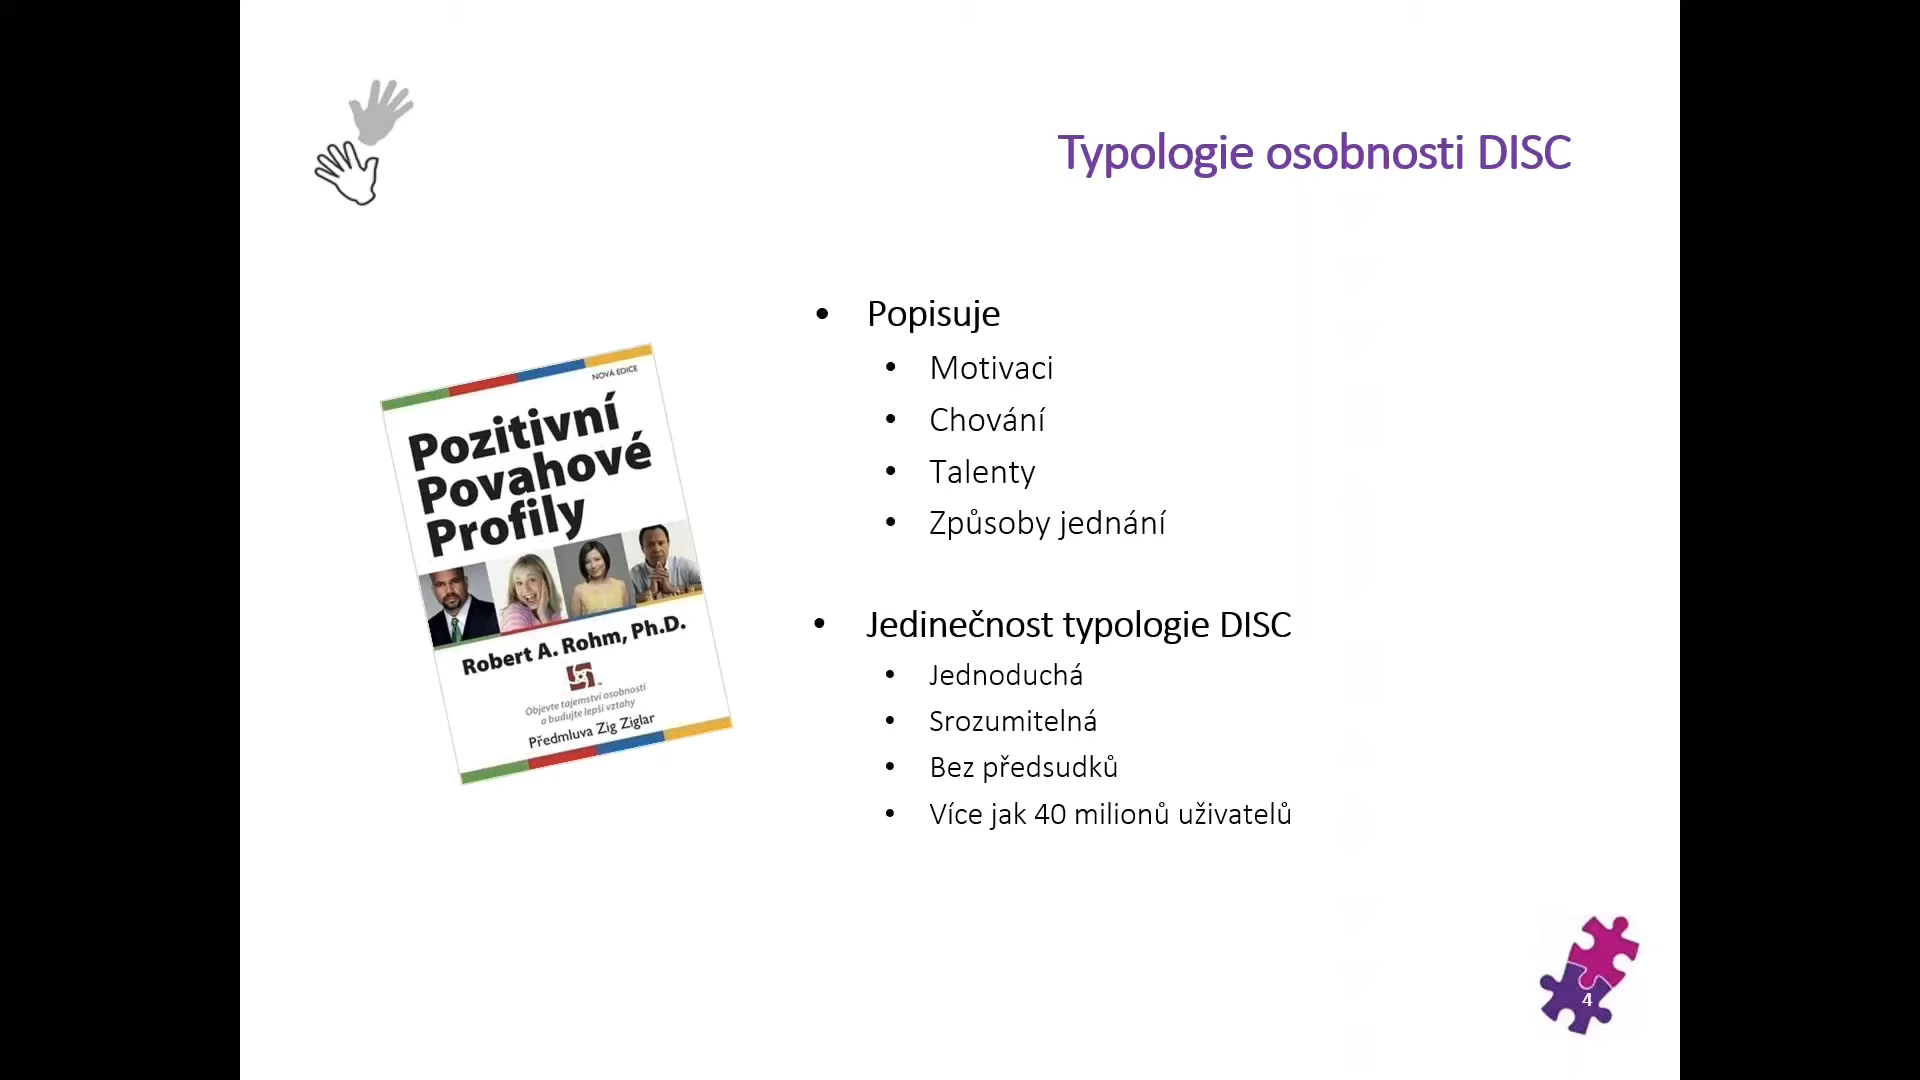 Typologie osobnosti DISC
NOVÁ EDICE
Pozitivní
Povahové
Profily
Robert A. Rohm, Ph.D.
Objevte tajemství osobností
a budujte lepší vztahy
Předmluva Zig Ziglar
• Popisuje
• Motivaci
• Chování
• Talenty
• Způsoby jednání
• Jedinečnost typologie DISC
• Jednoduchá
• Srozumitelná
• Bez předsudků
• Více jak 40 milionů uživatelů
4